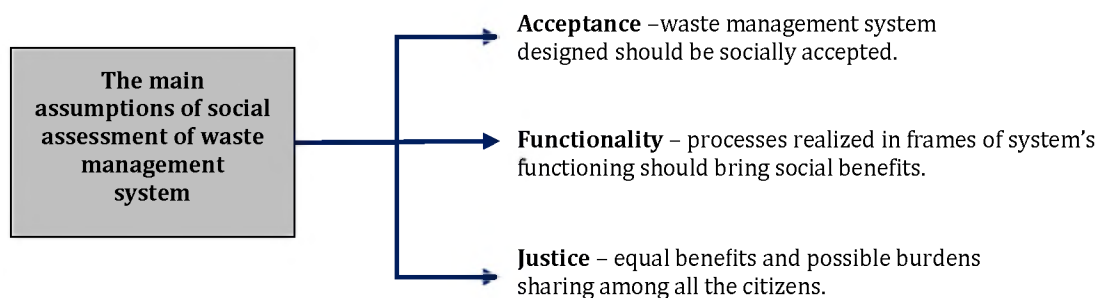 The main
assumptions of social
assessment of waste
management
system
Acceptance –waste management system
designed should be socially accepted.
Functionality – processes realized in frames of system's
functioning should bring social benefits.
Justice – equal benefits and possible burdens
sharing among all the citizens.